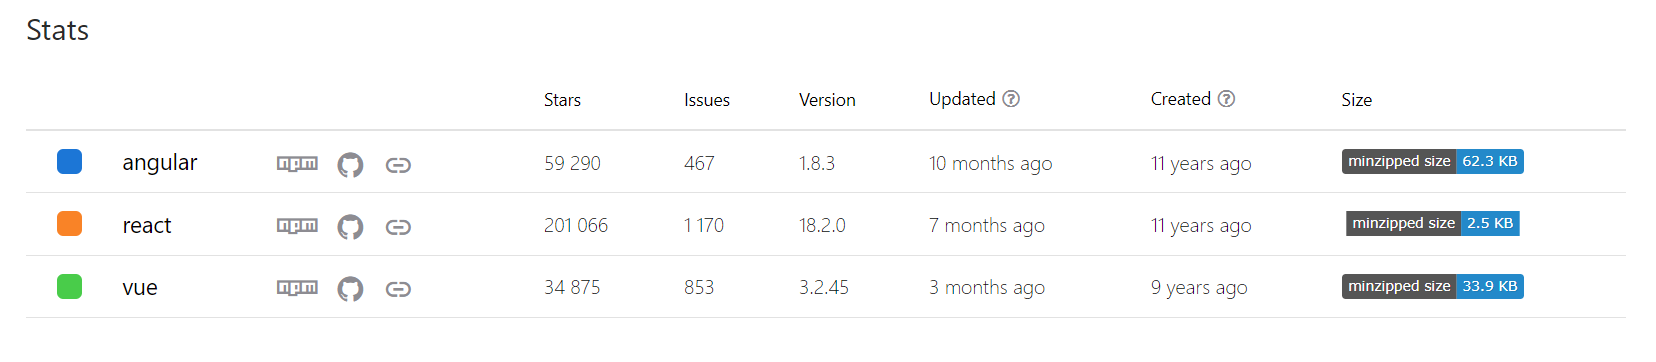 Stats
Stars Issues Version Updated ? Created ? Size
angular npm 59 290 467 1.8.3 10 months ago 11 years ago minzipped size 62.3 KB
react npm 201 066 1 170 18.2.0 7 months ago 11 years ago minzipped size 2.5 KB
vue npm 34 875 853 3.2.45 3 months ago 9 years ago minzipped size 33.9 KB